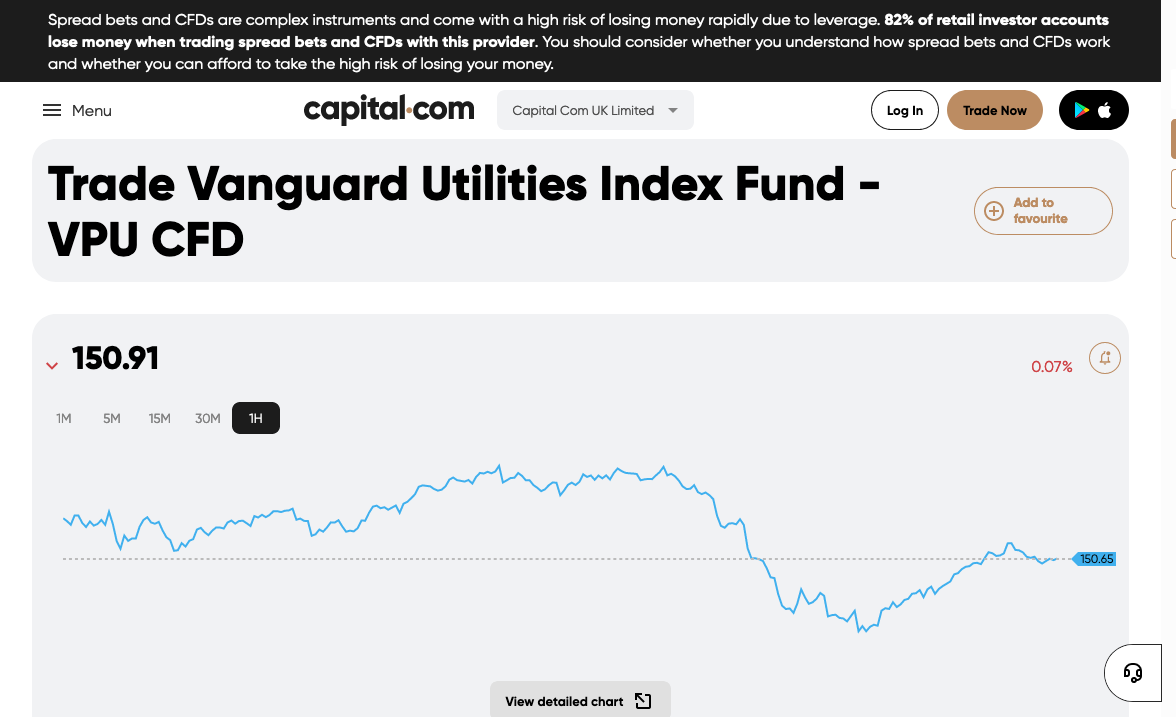 Spread bets and CFDs are complex instruments and come with a high risk of losing money rapidly due to leverage. 82% of retail investor accounts
lose money when trading spread bets and CFDs with this provider. You should consider whether you understand how spread bets and CFDs work
and whether you can afford to take the high risk of losing your money.
Menu
capital.com
Capital Com UK Limited
Log In
Trade Now
Trade Vanguard Utilities Index Fund -
VPU CFD
Add to
favourite
150.91
0.07%
1M 5M 15M 30M 1H
150.65
View detailed chart